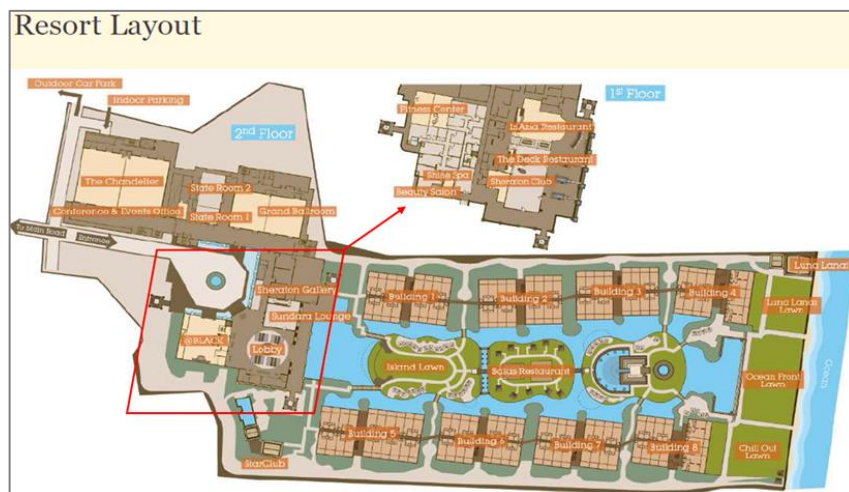 Resort Layout
Outdoor Car Park
Indoor Parking
2nd Floor
1st Floor
Fitness Center
The Deck Restaurant
Shine Spa
Sheraton Club
Beauty Salon
The Chandelier
State Room 2
Conference & Events Office
State Room 1
Grand Ballroom
To Main Road
Entrance
Sheraton Gallery
Sundara Lounge
Lobby
Building 1
Building 2
Building 3
Building 4
Luna Lanai
Luna Lanai
Lawn
Island Lawn
Salas Restaurant
Ocean Front
Lawn
Ocean
Building 5
Building 6
Building 7
Building 8
Chill Out
Lawn
StarClub